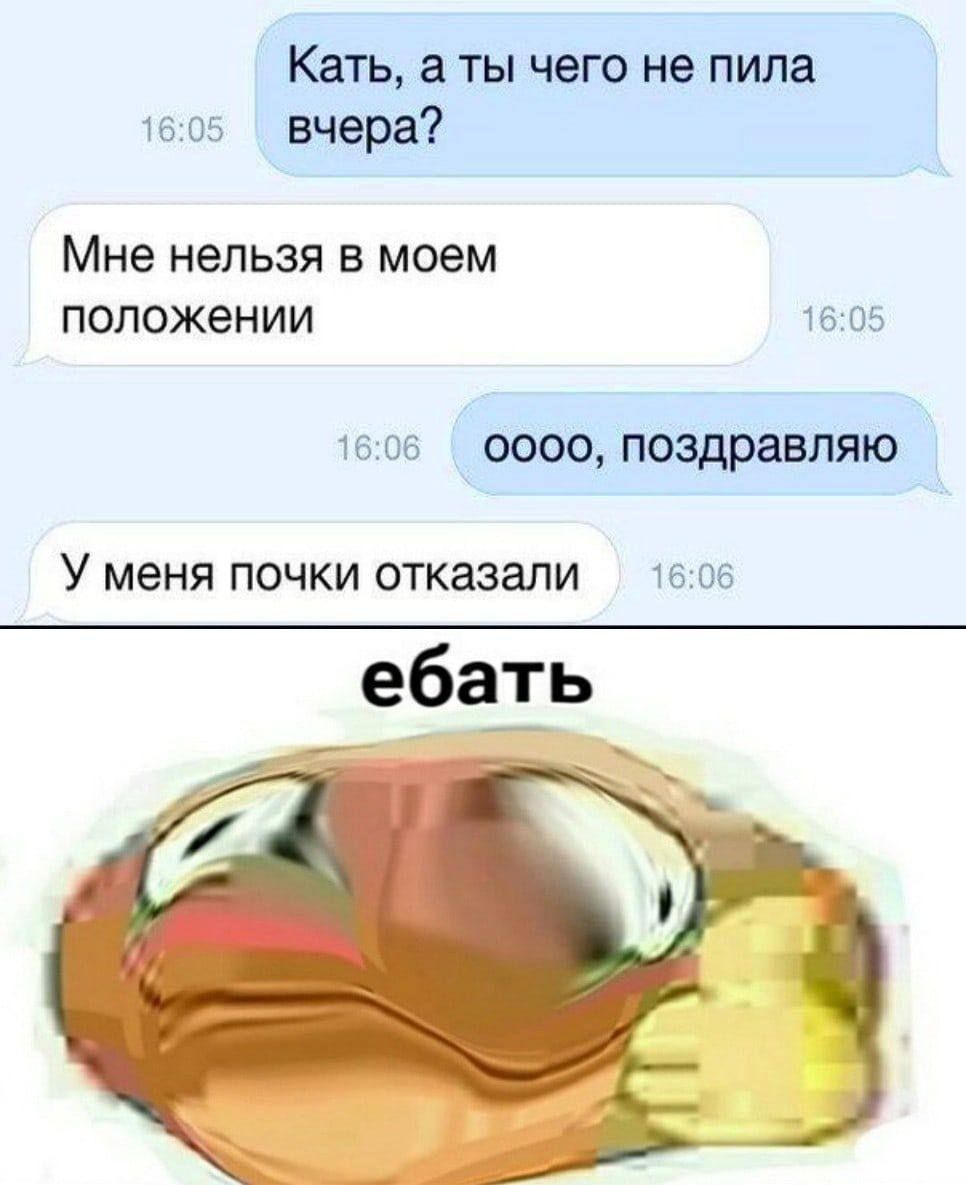 Кать, а ты чего не пила
16:05 вчера?
Мне нельзя в моем
положении 16:05
16:06 оооо, поздравляю
У меня почки отказали 16:06
ебать